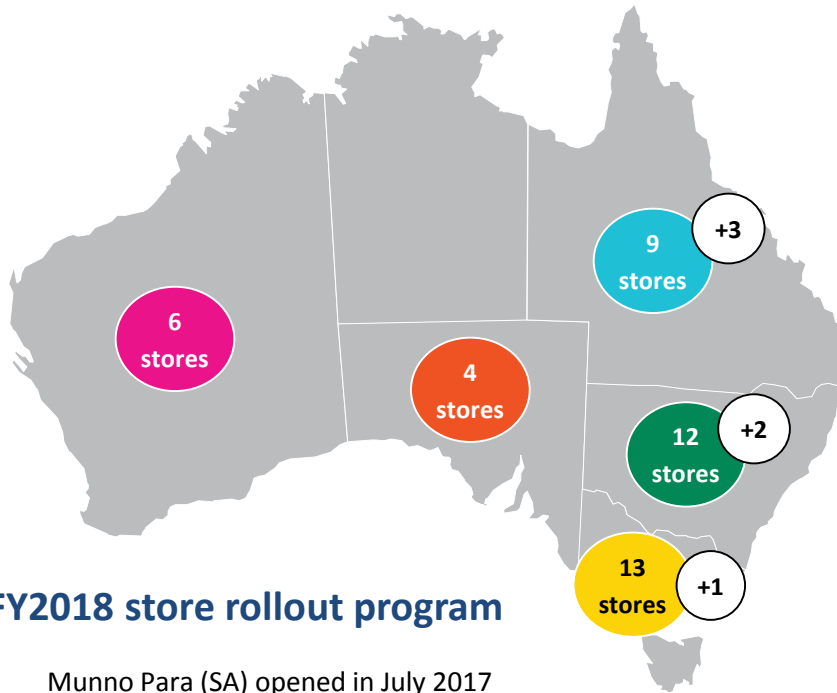 9
stores
+3
6
stores
4
stores
12
stores
+2
13
stores
+1
FY2018 store rollout program
Munno Para (SA) opened in July 2017